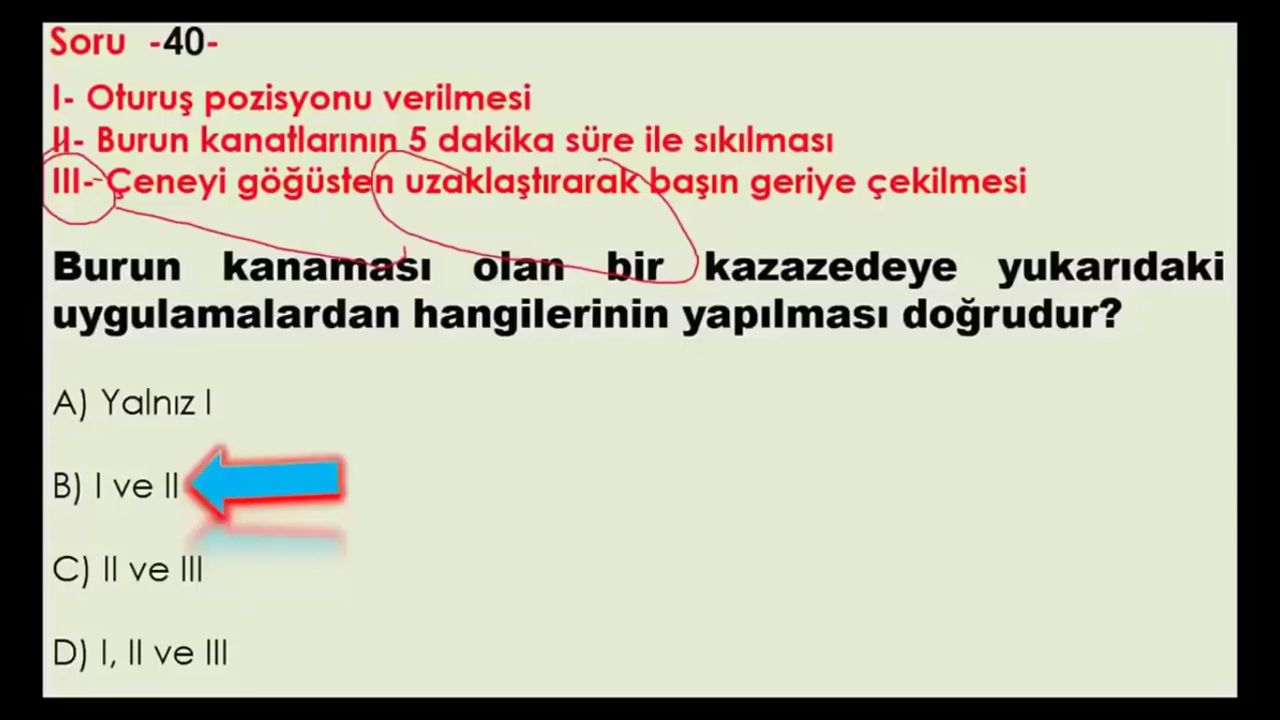 Soru -40-
I- Oturuş pozisyonu verilmesi
II- Burun kanatlarının 5 dakika süre ile sıkılması
III- Çeneyi göğüsten uzaklaştırarak başın geriye çekilmesi
Burun kanaması olan bir kazazedeye yukarıdaki
uygulamalardan hangilerinin yapılması doğrudur?
A) Yalnız I
B) I ve II
C) II ve III
D) I, II ve III